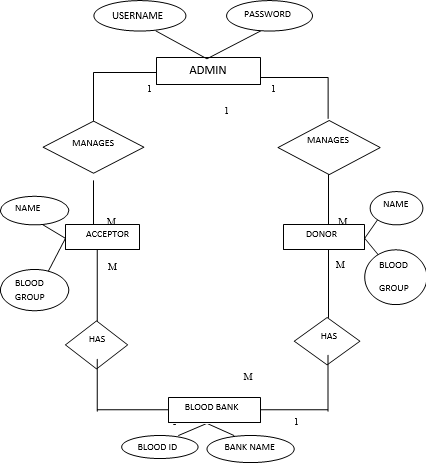 USERNAME
PASSWORD
ADMIN
1
1
1
MANAGES
MANAGES
M
M
NAME
NAME
ACCEPTOR
DONOR
M
M
BLOOD
GROUP
BLOOD
GROUP
HAS
HAS
M
BLOOD BANK
1
BLOOD ID
BANK NAME